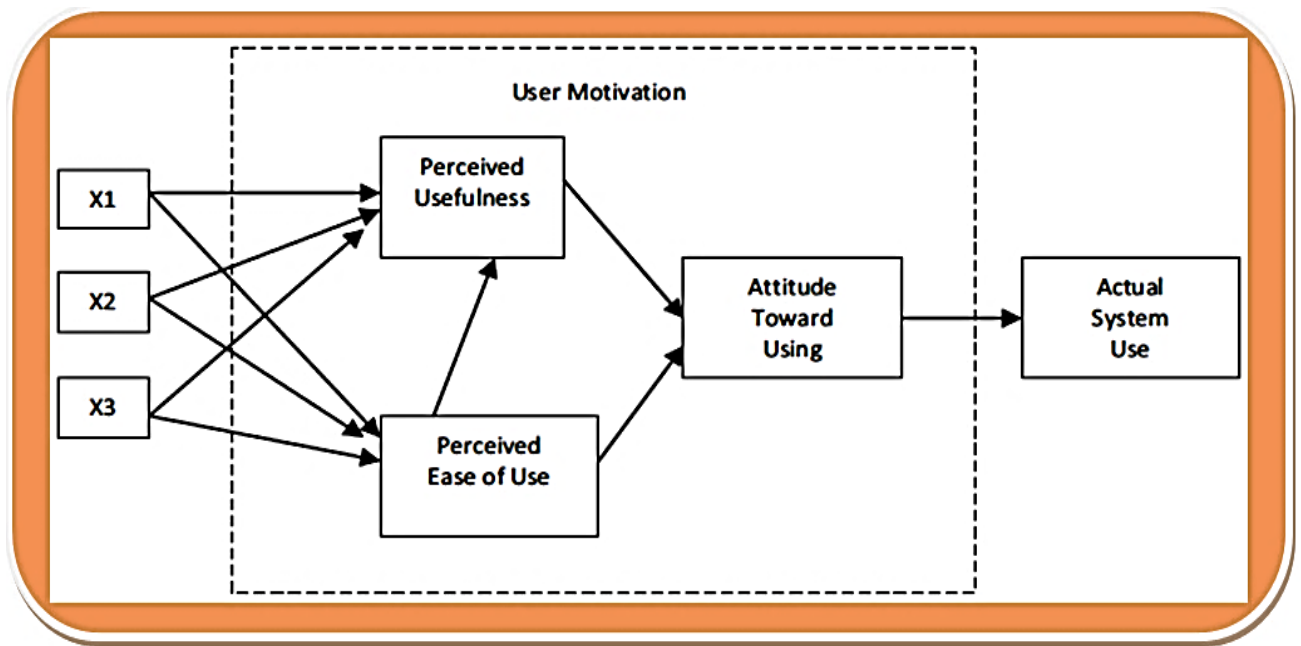 User Motivation
X1
X2
X3
Perceived
Usefulness
Perceived
Ease of Use
Attitude
Toward
Using
Actual
System
Use